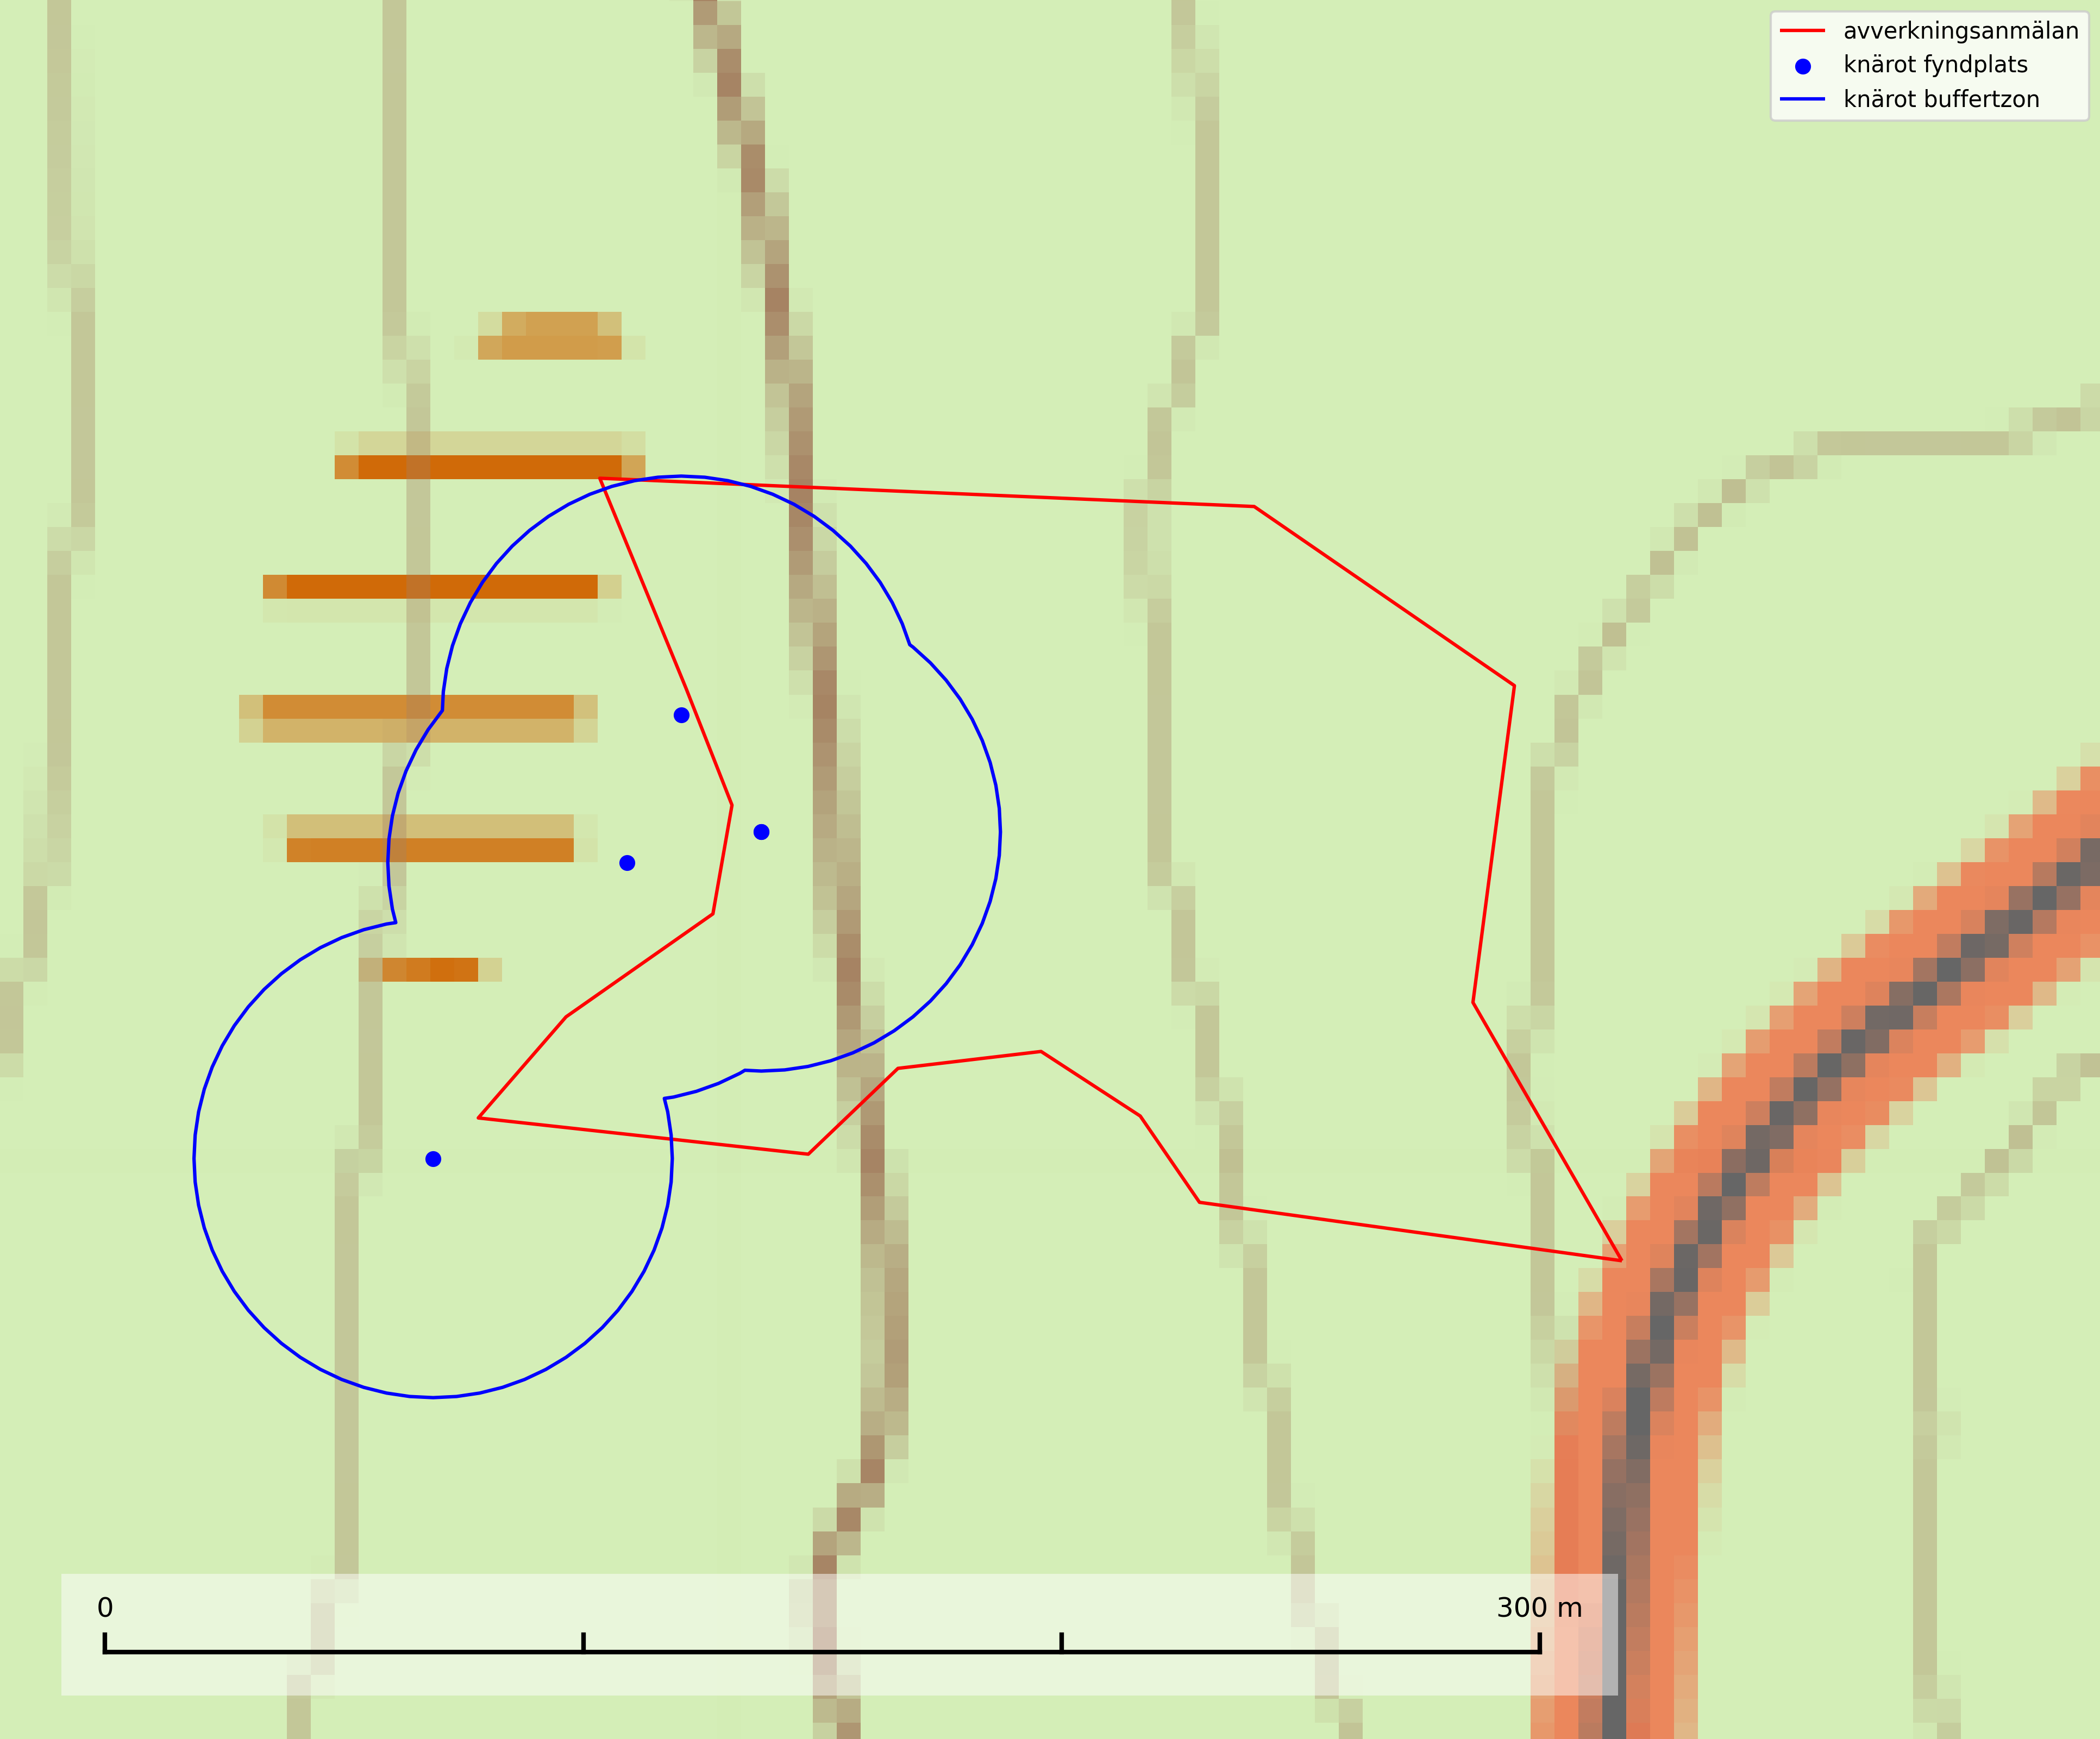 avverkningsanmälan
knärot fyndplats
knärot buffertzon
0
300 m